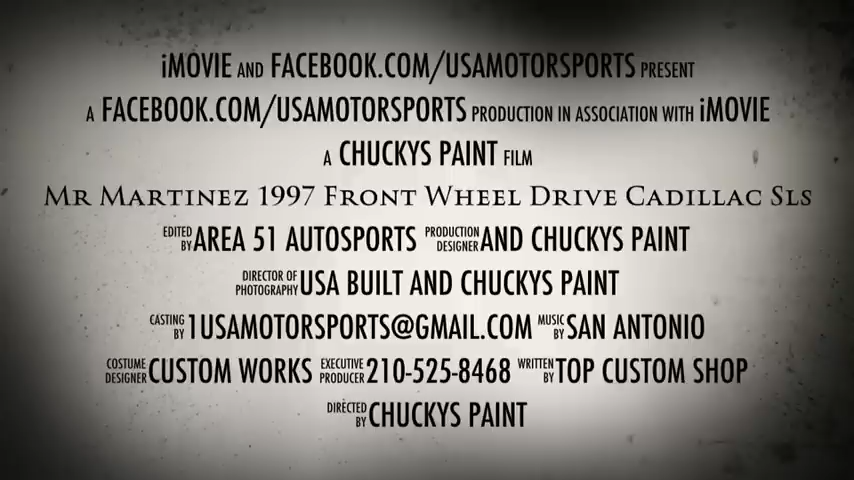 iMOVIE AND FACEBOOK.COM/USAMOTORSPORTS PRESENT
A FACEBOOK.COM/USAMOTORSPORTS PRODUCTION IN ASSOCIATION WITH iMOVIE
A CHUCKYS PAINT FILM
Mr Martinez 1997 Front Wheel Drive Cadillac Sls
EDITED BY AREA 51 AUTOSPORTS PRODUCTION DESIGNER AND CHUCKYS PAINT
DIRECTOR OF PHOTOGRAPHY USA BUILT AND CHUCKYS PAINT
CASTING BY 1USAMOTORSPORTS@GMAIL.COM MUSIC BY SAN ANTONIO
COSTUME DESIGNER CUSTOM WORKS EXECUTIVE PRODUCER 210-525-8468 WRITTEN BY TOP CUSTOM SHOP
DIRECTED BY CHUCKYS PAINT